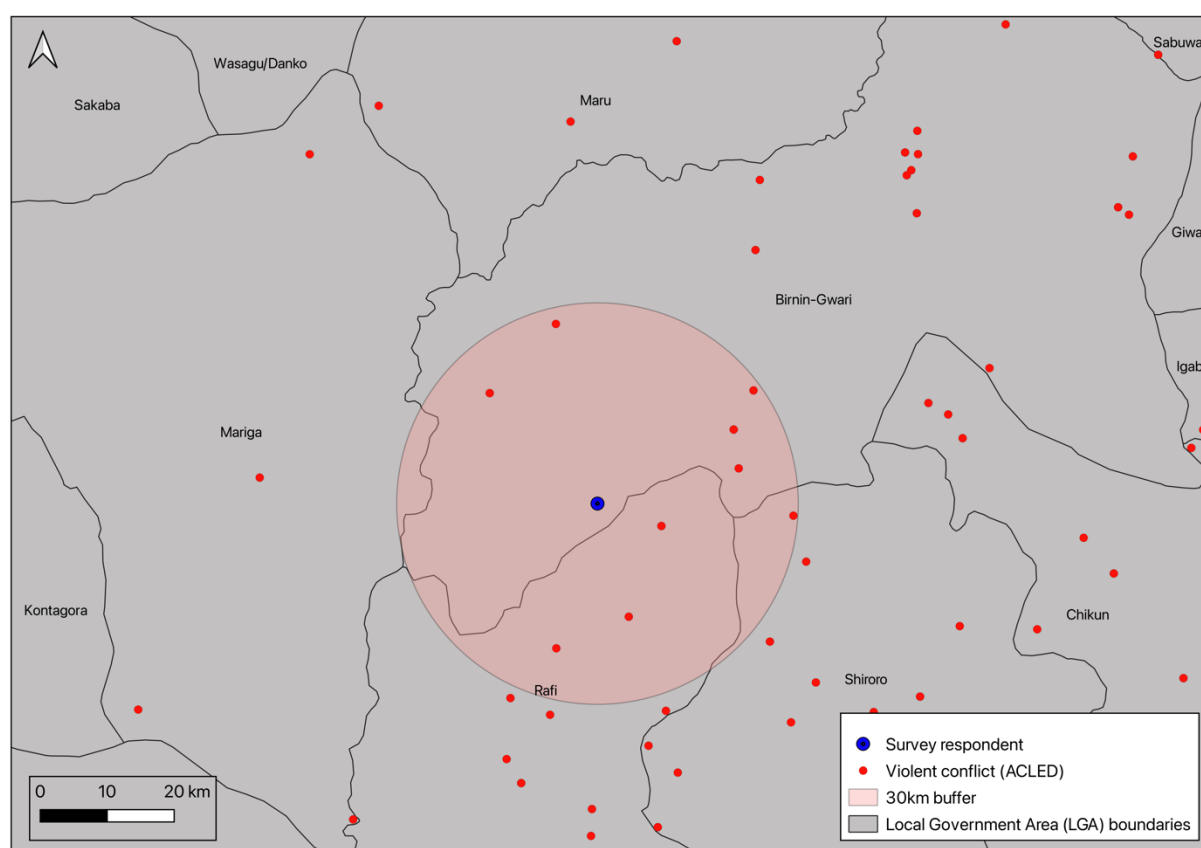 Sabuwa
Wasagu/Danko
Sakaba
Maru
Giwa
Birnin-Gwari
Igab
Mariga
Kontagora
Chikun
Shiroro
Rafi
0 10 20 km
Survey respondent
Violent conflict (ACLED)
30km buffer
Local Government Area (LGA) boundaries